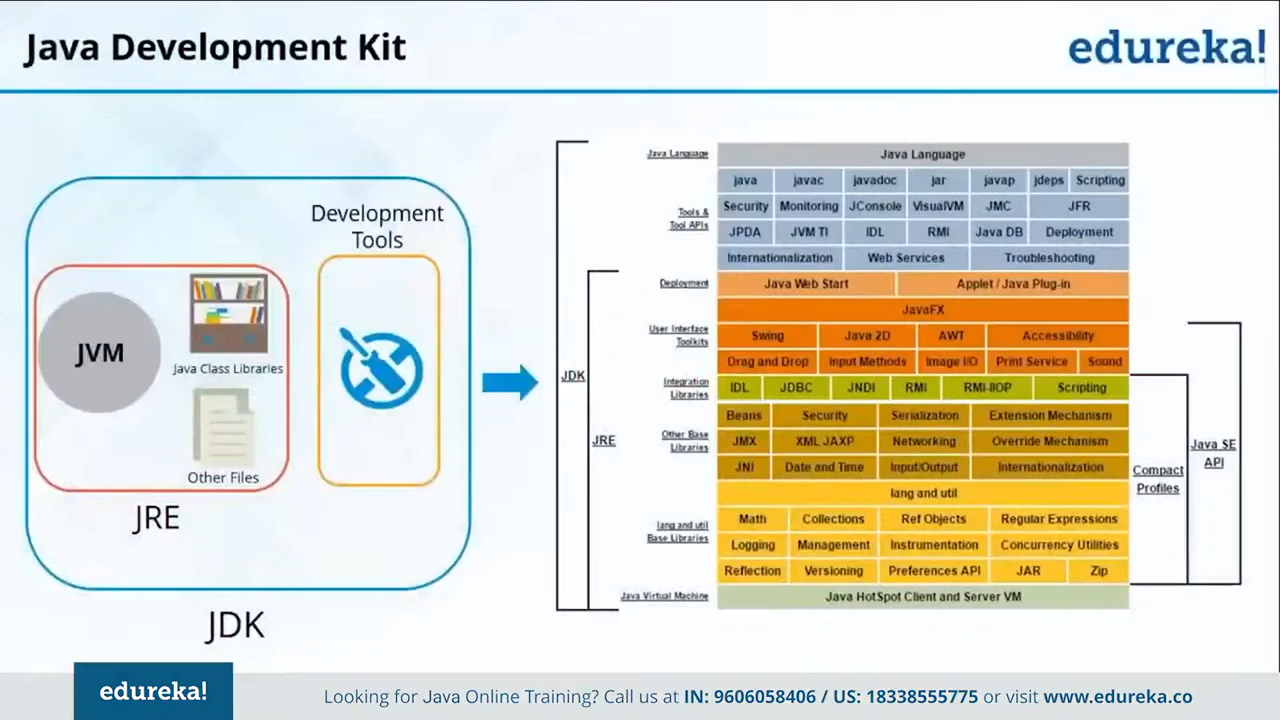 Java Development Kit
edureka!
Development
Tools
JVM
Java Class Libraries
Other Files
JRE
JDK
JDK
JRE
Java Language
Java Language
Tools &
Tool APIs
java javac javadoc jar javap jdeps Scripting
Security Monitoring JConsole VisualVM JMC JFR
JPDA JVM TI IDL RMI Java DB Deployment
Internationalization Web Services Troubleshooting
Deployment
Java Web Start Applet / Java Plug-in
JavaFX
User Interface
Toolkits
Swing Java 2D AWT Accessibility
Drag and Drop Input Methods Image I/O Print Service Sound
Integration
Libraries
IDL JDBC JNDI RMI RMI-IIOP Scripting
Other Base
Libraries
Beans Security Serialization Extension Mechanism
JMX XML JAXP Networking Override Mechanism
JNI Date and Time Input/Output Internationalization
lang and util
lang and util
Base Libraries
Math Collections Ref Objects Regular Expressions
Logging Management Instrumentation Concurrency Utilities
Reflection Versioning Preferences API JAR Zip
Java Virtual Machine
Java HotSpot Client and Server VM
Compact
Profiles
Java SE
API
edureka!
Looking for Java Online Training? Call us at IN: 9606058406 / US: 18338555775 or visit www.edureka.co